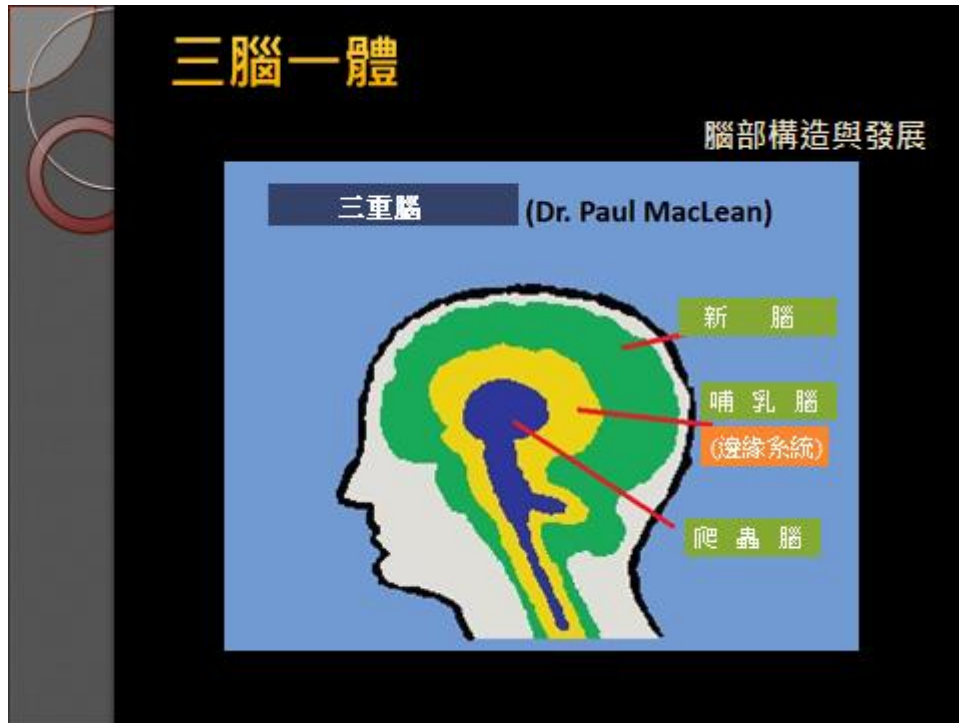 三腦一體
腦部構造與發展
三重腦 (Dr. Paul MacLean)
新 腦
哺 乳 腦
(邊緣系統)
爬 蟲 腦